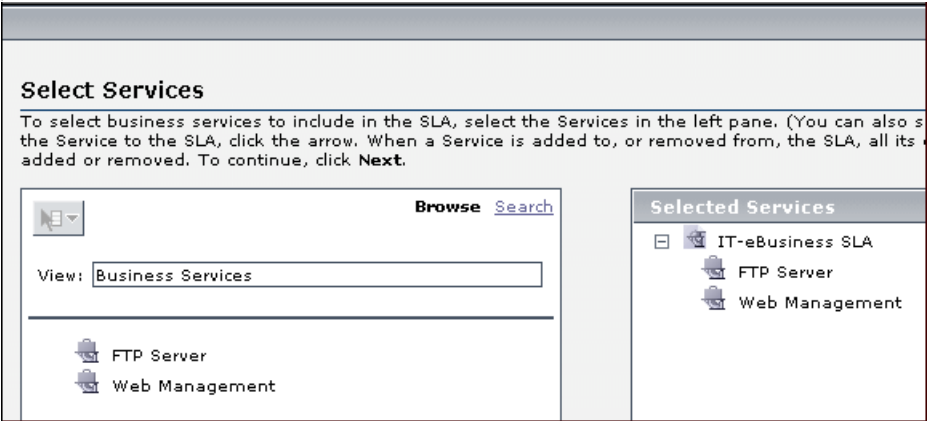 Select Services
To select business services to include in the SLA, select the Services in the left pane. (You can also
the Service to the SLA, click the arrow. When a Service is added to, or removed from, the SLA, all its
added or removed. To continue, click Next.
Browse Search
View: Business Services
FTP Server
Web Management
Selected Services
IT-eBusiness SLA
FTP Server
Web Management